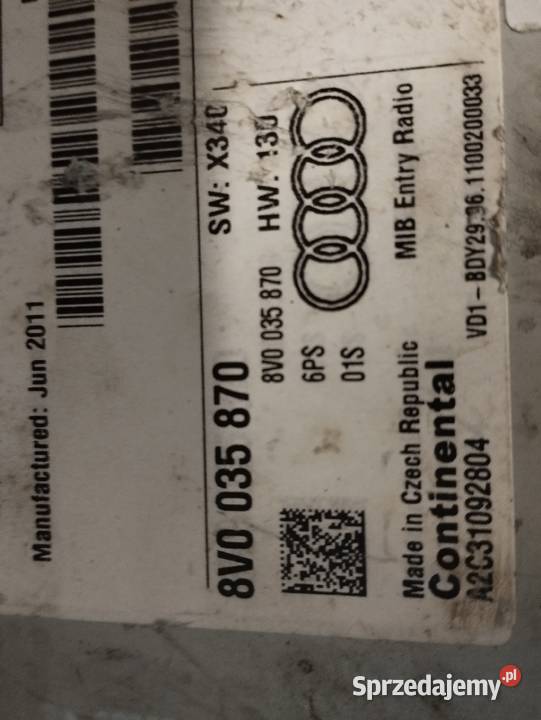 Manufactured: Jun 2011
8V0 035 870
SW: X340
8V0 035 870
HW: 130
6PS
01S
Made in Czech Republic
MIB Entry Radio
Continental
A2C31092804
VD1-BDY29.96.1100200033
Sprzedajemy.pl